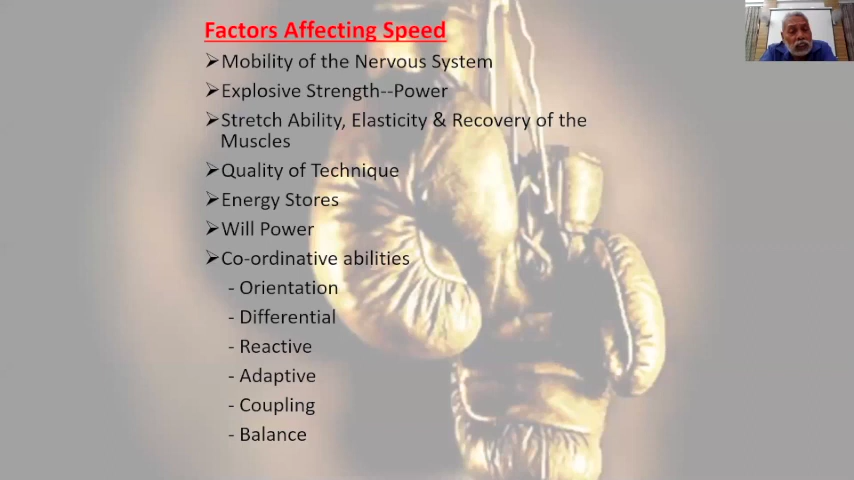 Factors Affecting Speed
➢Mobility of the Nervous System
➢Explosive Strength--Power
➢Stretch Ability, Elasticity & Recovery of the
Muscles
➢Quality of Technique
➢Energy Stores
➢Will Power
➢Co-ordinative abilities
- Orientation
- Differential
- Reactive
- Adaptive
- Coupling
- Balance